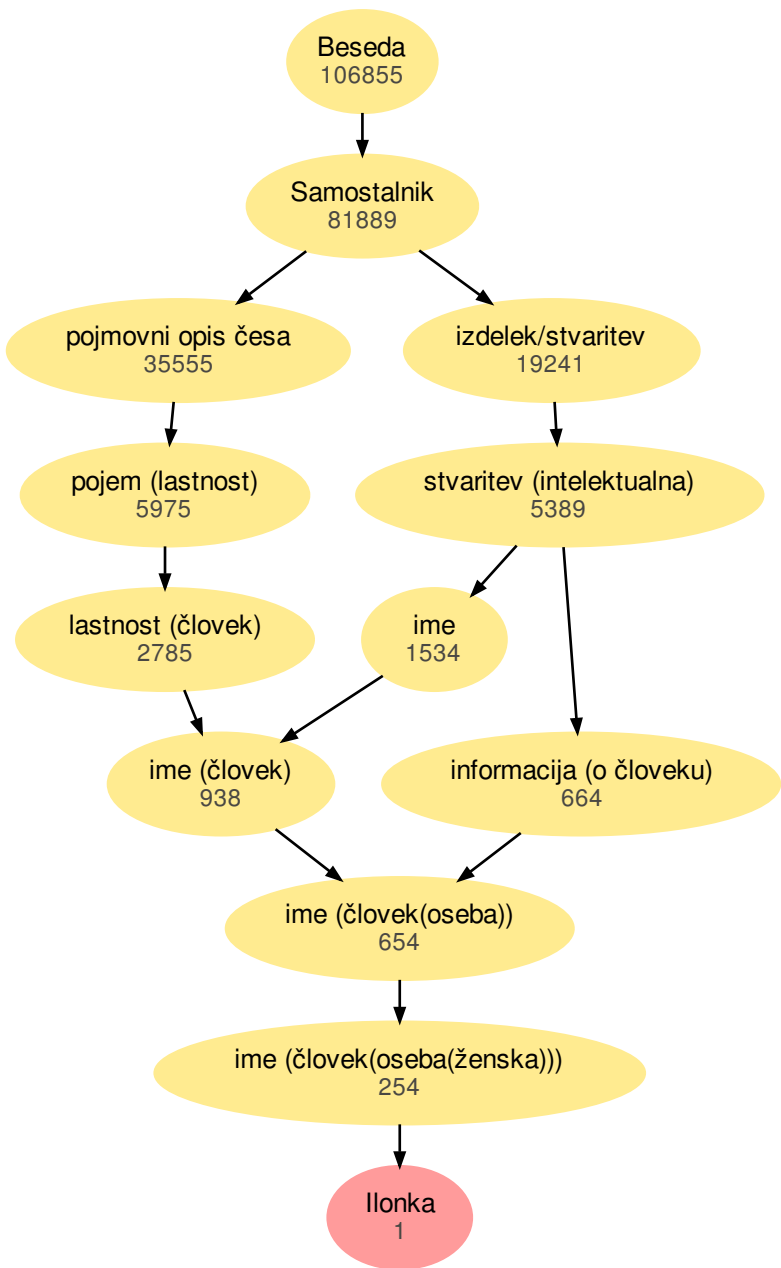 Beseda
106855
Samostalnik
81889
pojmovni opis česa
35555
izdelek/stvaritev
19241
pojem (lastnost)
5975
stvaritev (intelektualna)
5389
lastnost (človek)
2785
ime
1534
ime (človek)
938
informacija (o človeku)
664
ime (človek(oseba))
654
ime (človek(oseba(ženska)))
254
Ilonka
1